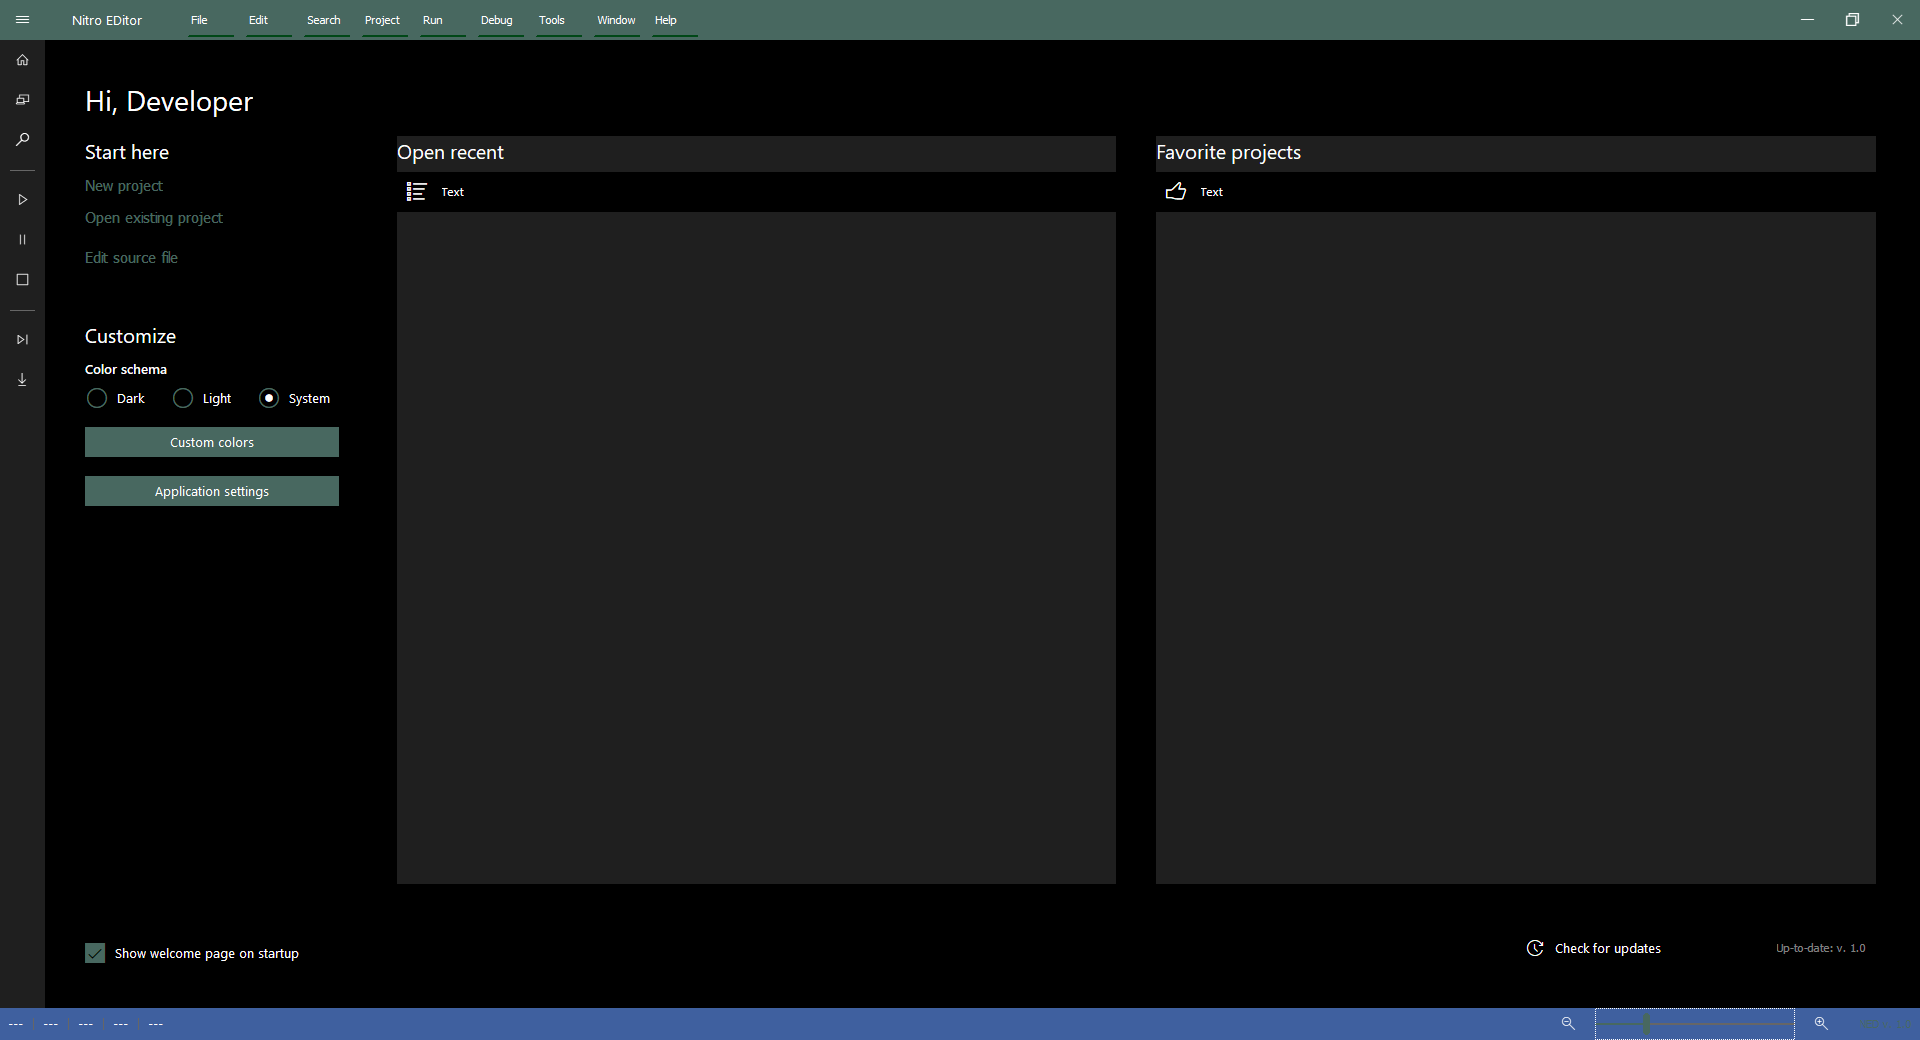 Nitro EDitor File Edit Search Project Run Debug Tools Window Help
Hi, Developer
Start here
New project
Open existing project
Edit source file
Customize
Color schema
Dark Light System
Custom colors
Application settings
Open recent
Text
Favorite projects
Text
Show welcome page on startup
Check for updates
Up-to-date: v. 1.0
--- --- --- --- ---